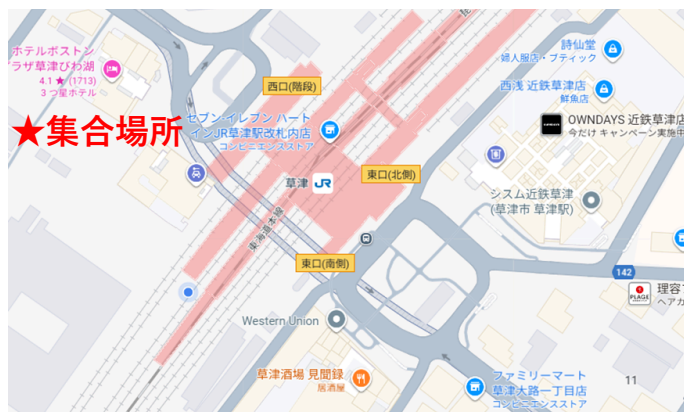 ホテルボストン
プラザ草津びわ湖
4.1 ★ (1713)
3 つ星ホテル
★集合場所
西口(階段)
セブン-イレブン ハート
インJR草津駅改札内店
コンビニエンスストア
草津 JR
東口(北側)
東海道本線
東口(南側)
Western Union
草津酒場 見聞録
居酒屋
詩仙堂
婦人服店・ブティック
西浅 近鉄草津店
鮮魚店
OWNDAYS 近鉄草津店
今だけ キャンペーン実施中
システム近鉄草津
(草津市 草津駅)
142
PLAGE
理容
ヘアカ
11
ファミリーマート
草津大路一丁目店
コンビニエンスストア